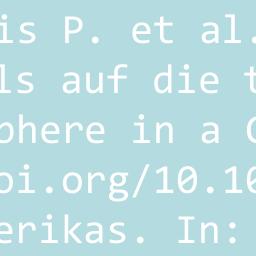 is P. et al.
ls auf die t
phere in a C
oi.org/10.10
erikas. In: